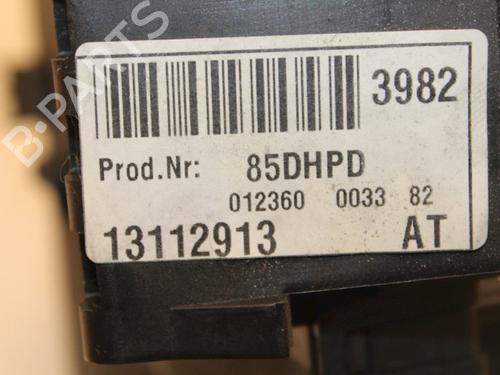 B-PARTS
3982
Prod.Nr: 85DHPD
012360 0033 82
13112913 AT